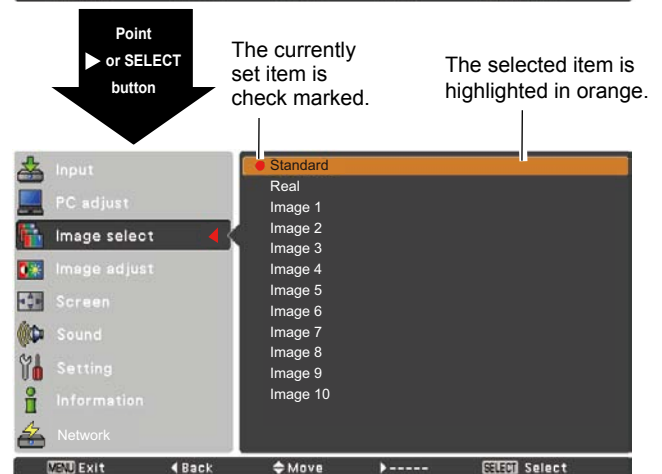 Point
▶ or SELECT
button
The currently
set item is
check marked.
The selected item is
highlighted in orange.
Input
PC adjust
Image select
Image adjust
Screen
Sound
Setting
Information
Network
Standard
Real
Image 1
Image 2
Image 3
Image 4
Image 5
Image 6
Image 7
Image 8
Image 9
Image 10
MENU Exit ◀Back Move ▶----- SELECT Select